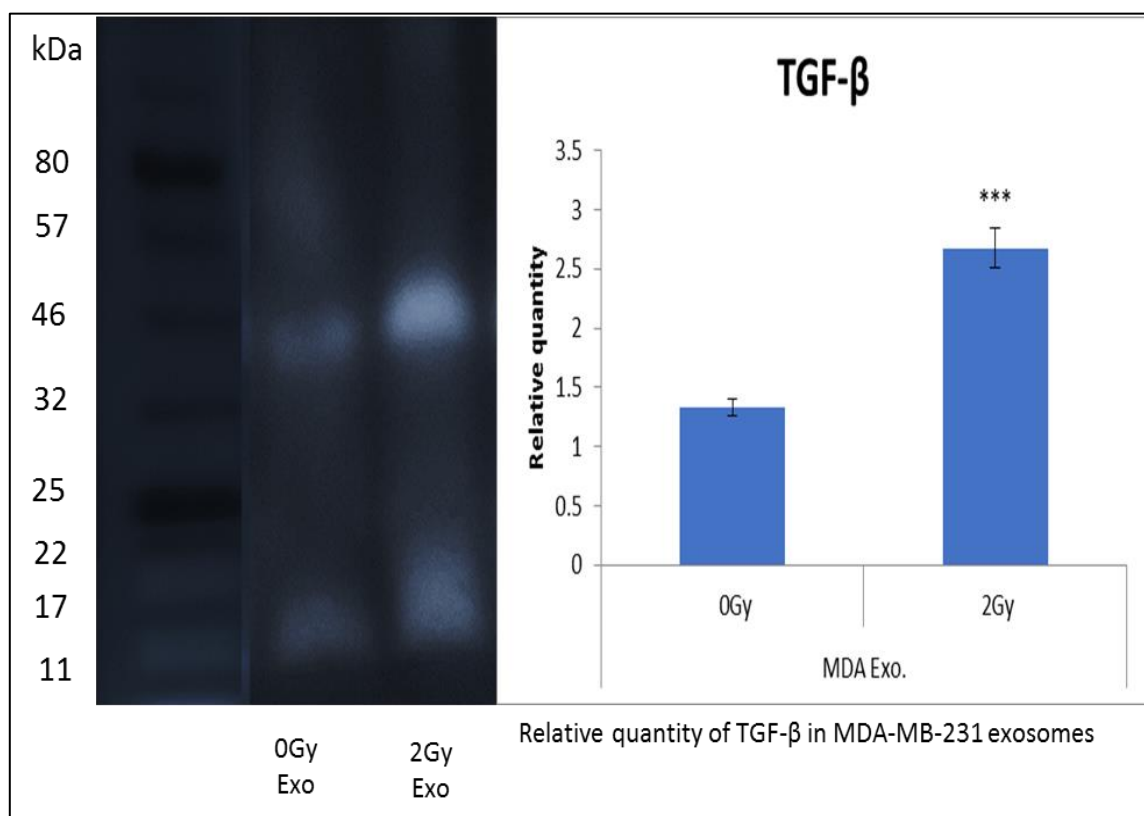 kDa
80
57
46
32
25
22
17
11
0Gy
Exo
2Gy
Exo
TGF-β
Relative quantity
3.5
3
2.5
2
1.5
1
0.5
0
***
0Gy
2Gy
MDA Exo.
Relative quantity of TGF-β in MDA-MB-231 exosomes